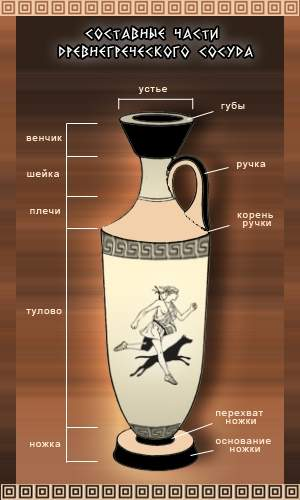 СОСТАВНЫЕ ЧАСТИ
ДРЕВНЕГРЕЧЕСКОГО СОСУДА
устье
губы
венчик
ручка
шейка
плечи
корень
ручки
тулово
перехват
ножки
ножка
основание
ножки